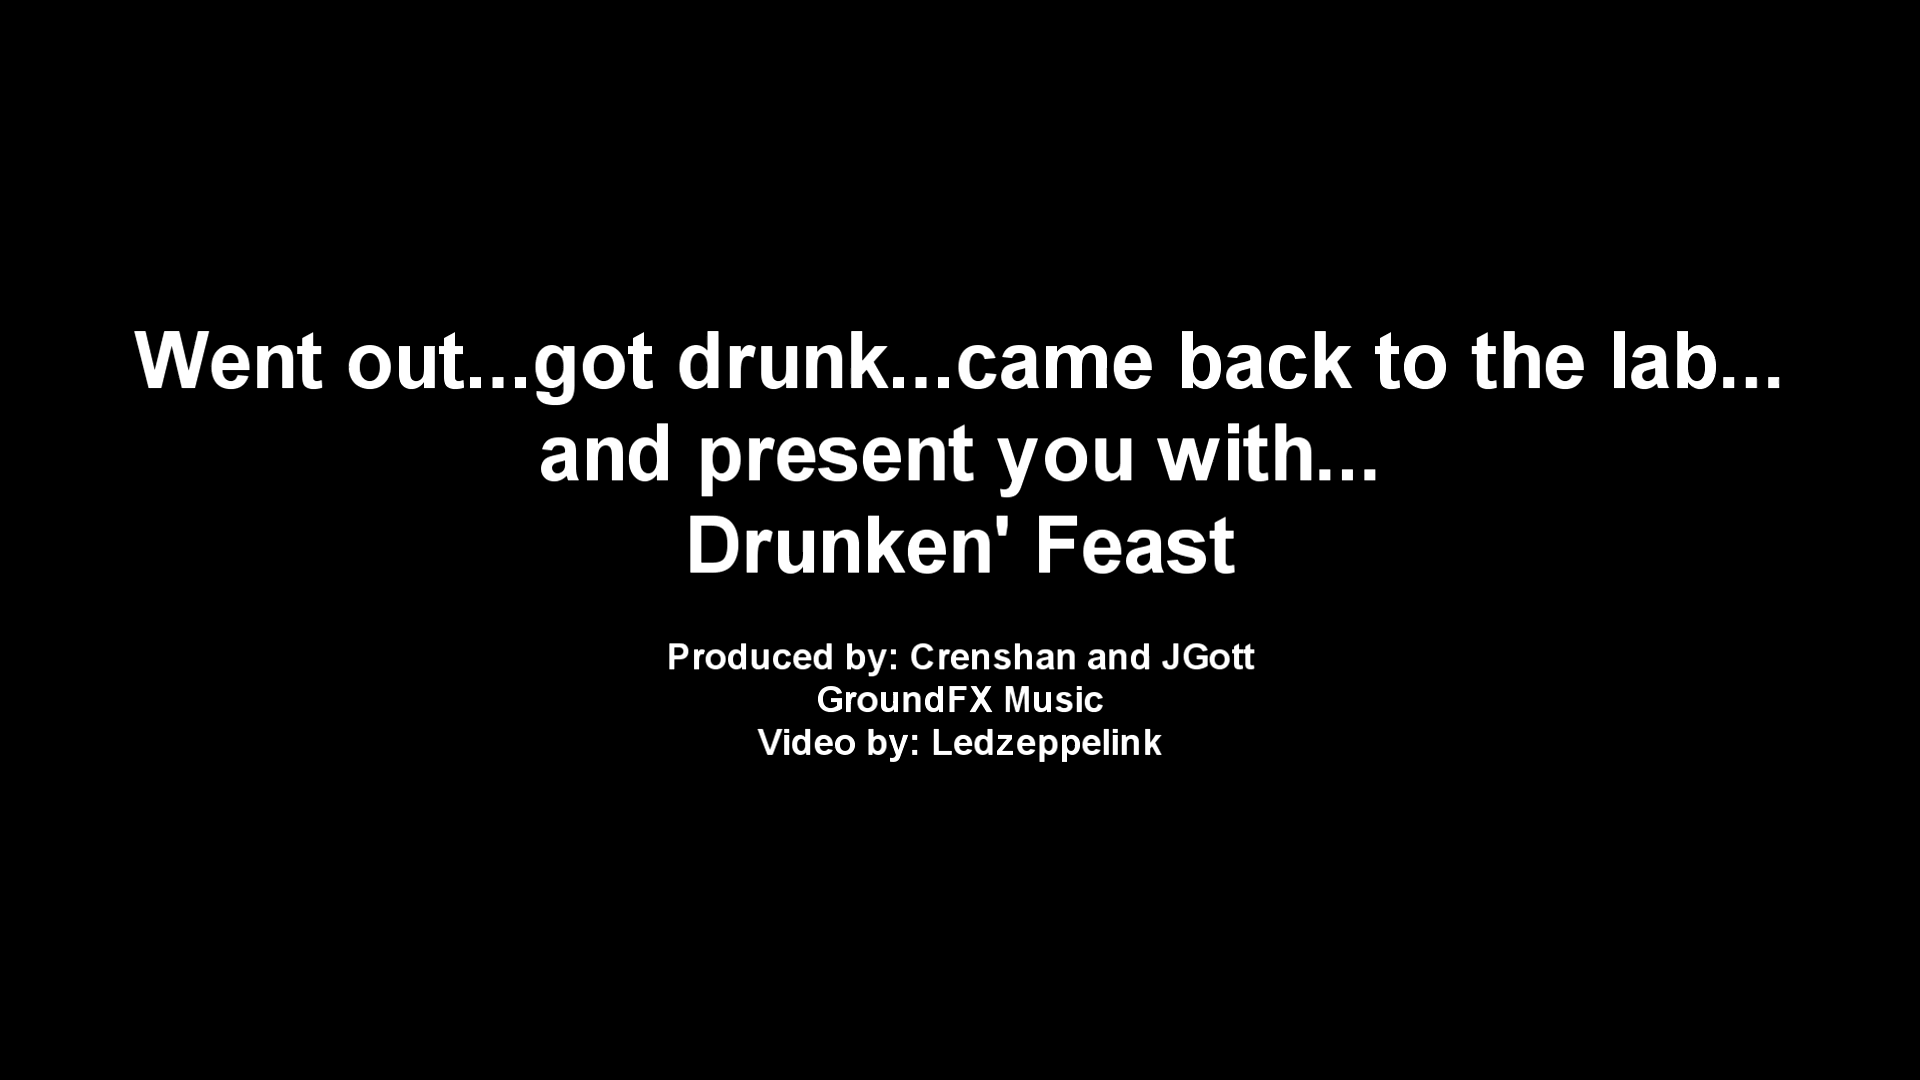 Went out...got drunk...came back to the lab...
and present you with...
Drunken' Feast
Produced by: Crenshan and JGott
GroundFX Music
Video by: Ledzeppelink